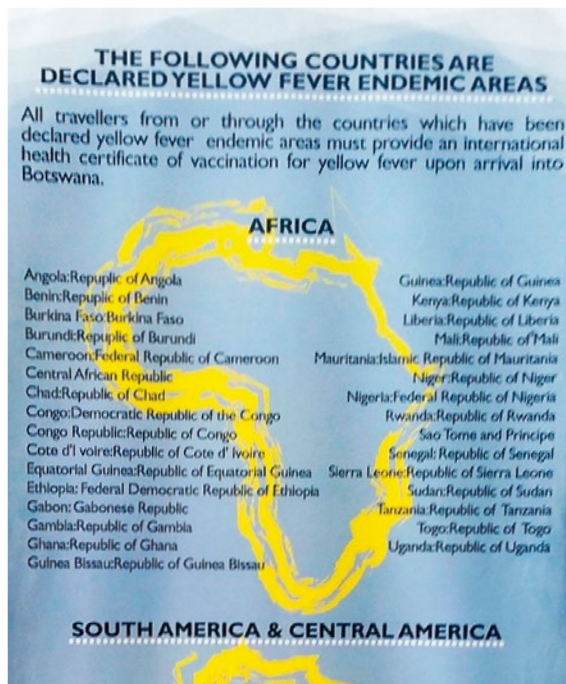 THE FOLLOWING COUNTRIES ARE
DECLARED YELLOW FEVER ENDEMIC AREAS
All travellers from or through the countries which have been
declared yellow fever endemic areas must provide an international
health certificate of vaccination for yellow fever upon arrival into
Botswana.
AFRICA
Angola:Repuplic of Angola
Benin:Repuplic of Benin
Burkina Faso:Burkina Faso
Burundi:Repuplic of Burundi
Cameroon:Federal Republic of Cameroon
Central African Republic
Chad:Republic of Chad
Congo:Democratic Republic of the Congo
Congo Republic:Republic of Congo
Cote d'I voire:Republic of Cote d' Ivoire
Equatorial Guinea:Republic of Equatorial Guinea
Ethiopia: Federal Democratic Republic of Ethiopia
Gabon: Gabonese Republic
Gambia:Republic of Gambia
Ghana:Republic of Ghana
Guinea Bissau:Republic of Guinea Bissau
Guinea:Republic of Guinea
Kenya:Republic of Kenya
Liberia:Republic of Liberia
Mali:Republic of Mali
Mauritania:Islamic Republic of Mauritania
Niger:Republic of Niger
Nigeria:Federal Republic of Nigeria
Rwanda:Republic of Rwanda
Sao Tome and Principe
Senegal: Republic of Senegal
Sierra Leone:Republic of Sierra Leone
Sudan:Republic of Sudan
Tanzania:Republic of Tanzania
Togo:Republic of Togo
Uganda:Republic of Uganda
SOUTH AMERICA & CENTRAL AMERICA